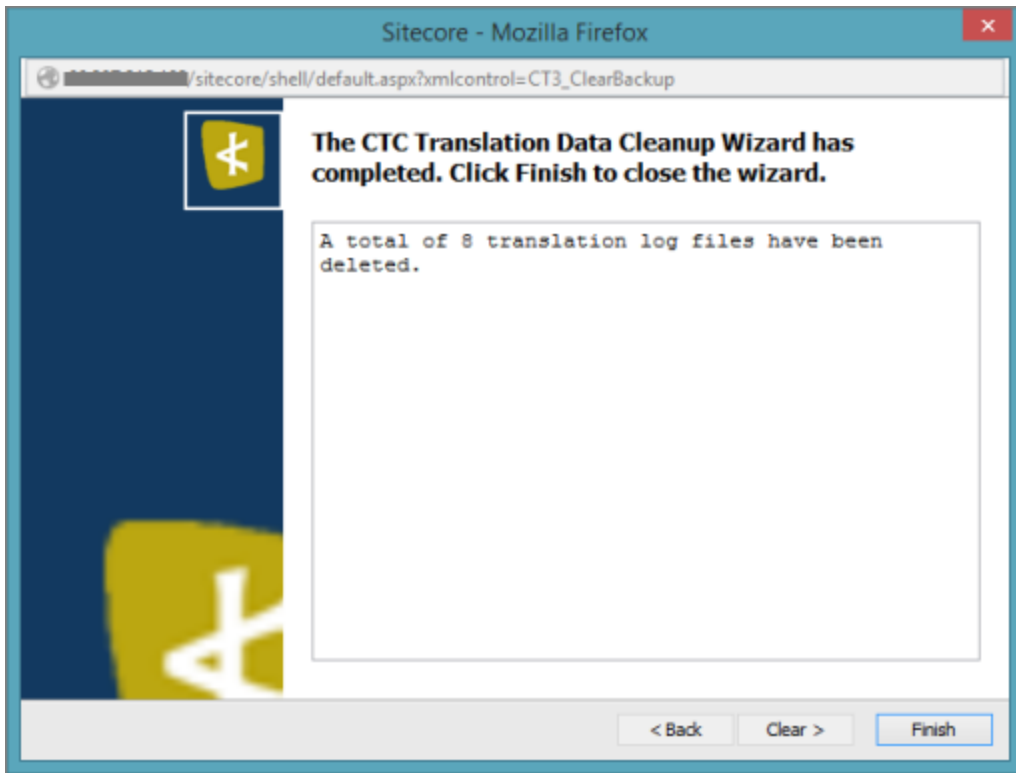 Sitecore - Mozilla Firefox
/sitecore/shell/default.aspx?xmlcontrol=CT3_ClearBackup
The CTC Translation Data Cleanup Wizard has
completed. Click Finish to close the wizard.
A total of 8 translation log files have been
deleted.
< Back Clear > Finish